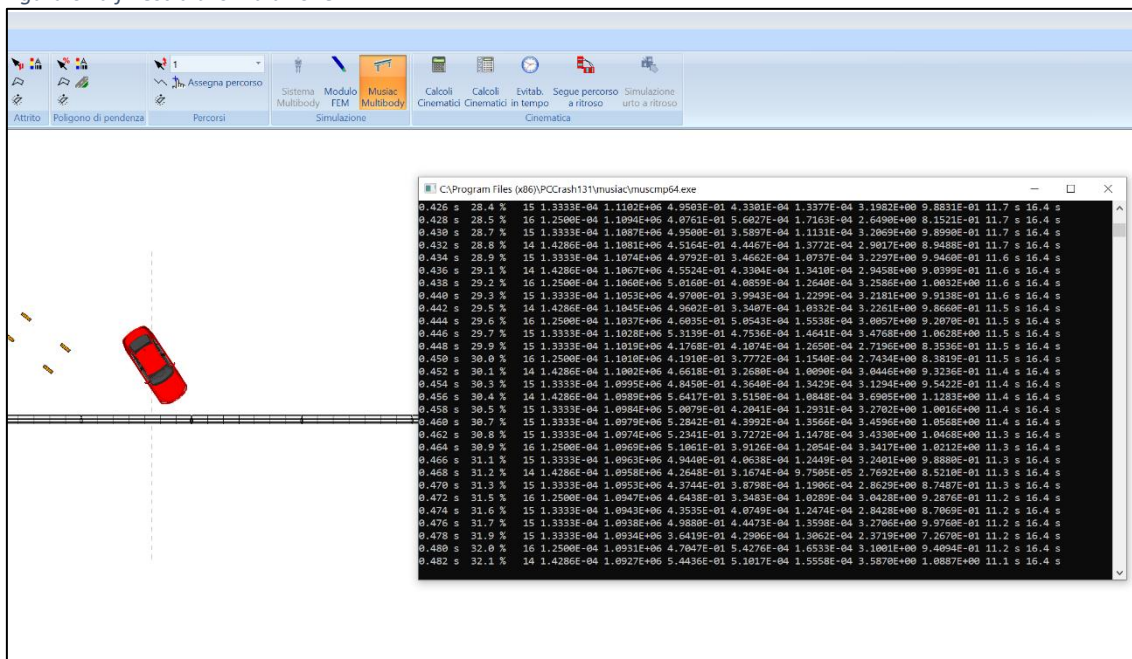 1
Assegna percorso
Sistema Multibody
Modulo FEM
Musiac Multibody
Calcoli Cinematici
Calcoli Cinematici
Evitab. in tempo
Segue percorso a ritroso
Simulazione urto a ritroso
Attrito
Poligono di pendenza
Percorsi
Simulazione
Cinematica
C:\Program Files (x86)\PCCrash131\musiac\muscmp64.exe
0.426 s 28.4 % 15 1.3333E-04 1.1102E+06 4.9503E-01 4.3301E-04 1.3377E-04 3.1982E+00 9.8831E-01 11.7 s 16.4 s
0.428 s 28.5 % 16 1.2500E-04 1.1094E+06 4.0761E-01 5.6027E-04 1.7163E-04 2.6490E+00 8.1521E-01 11.7 s 16.4 s
0.430 s 28.7 % 15 1.3333E-04 1.1087E+06 4.9500E-01 3.5897E-04 1.1131E-04 3.2069E+00 9.8990E-01 11.7 s 16.4 s
0.432 s 28.8 % 14 1.4286E-04 1.1081E+06 4.5164E-01 4.4467E-04 1.3772E-04 2.9017E+00 8.9488E-01 11.7 s 16.4 s
0.434 s 28.9 % 15 1.3333E-04 1.1074E+06 4.9792E-01 3.4662E-04 1.0737E-04 3.2297E+00 9.9460E-01 11.6 s 16.4 s
0.436 s 29.1 % 14 1.4286E-04 1.1067E+06 4.5524E-01 4.3304E-04 1.3410E-04 2.9458E+00 9.0399E-01 11.6 s 16.4 s
0.438 s 29.2 % 16 1.2500E-04 1.1060E+06 5.0160E-01 4.0859E-04 1.2640E-04 3.2586E+00 1.0032E+00 11.6 s 16.4 s
0.440 s 29.3 % 15 1.3333E-04 1.1053E+06 4.9700E-01 3.9943E-04 1.2299E-04 3.2181E+00 9.9138E-01 11.6 s 16.4 s
0.442 s 29.5 % 14 1.4286E-04 1.1045E+06 4.9602E-01 3.3407E-04 1.0332E-04 3.2261E+00 9.8660E-01 11.5 s 16.4 s
0.444 s 29.6 % 16 1.2500E-04 1.1037E+06 4.6035E-01 5.0543E-04 1.5538E-04 3.0057E+00 9.2070E-01 11.5 s 16.4 s
0.446 s 29.7 % 15 1.3333E-04 1.1028E+06 5.3139E-01 4.7536E-04 1.4641E-04 3.4768E+00 1.0628E+00 11.5 s 16.4 s
0.448 s 29.9 % 15 1.3333E-04 1.1019E+06 4.1768E-01 4.1074E-04 1.2650E-04 2.7196E+00 8.3536E-01 11.5 s 16.4 s
0.450 s 30.0 % 16 1.2500E-04 1.1010E+06 4.1910E-01 3.7772E-04 1.1540E-04 2.7434E+00 8.3819E-01 11.5 s 16.4 s
0.452 s 30.1 % 14 1.4286E-04 1.1002E+06 4.6618E-01 3.2680E-04 1.0090E-04 3.0446E+00 9.3236E-01 11.4 s 16.4 s
0.454 s 30.3 % 15 1.3333E-04 1.0995E+06 4.8450E-01 4.3640E-04 1.3429E-04 3.1294E+00 9.5422E-01 11.4 s 16.4 s
0.456 s 30.4 % 14 1.4286E-04 1.0989E+06 5.6417E-01 3.5150E-04 1.0848E-04 3.6905E+00 1.1283E+00 11.4 s 16.4 s
0.458 s 30.5 % 15 1.3333E-04 1.0984E+06 5.0079E-01 4.2041E-04 1.2931E-04 3.2702E+00 1.0016E+00 11.4 s 16.4 s
0.460 s 30.7 % 15 1.3333E-04 1.0979E+06 5.2842E-01 4.3992E-04 1.3566E-04 3.4596E+00 1.0568E+00 11.4 s 16.4 s
0.462 s 30.8 % 15 1.3333E-04 1.0974E+06 5.2341E-01 3.7272E-04 1.1478E-04 3.4330E+00 1.0468E+00 11.3 s 16.4 s
0.464 s 30.9 % 16 1.2500E-04 1.0969E+06 5.1061E-01 3.9126E-04 1.2054E-04 3.3417E+00 1.0212E+00 11.3 s 16.4 s
0.466 s 31.1 % 15 1.3333E-04 1.0963E+06 4.9440E-01 4.0638E-04 1.2449E-04 3.2401E+00 9.8880E-01 11.3 s 16.4 s
0.468 s 31.2 % 14 1.4286E-04 1.0958E+06 4.2648E-01 3.1674E-04 9.7505E-05 2.7692E+00 8.5210E-01 11.3 s 16.4 s
0.470 s 31.3 % 15 1.3333E-04 1.0953E+06 4.3744E-01 3.8798E-04 1.1906E-04 2.8629E+00 8.7487E-01 11.3 s 16.4 s
0.472 s 31.5 % 16 1.2500E-04 1.0947E+06 4.6438E-01 3.3483E-04 1.0289E-04 3.0428E+00 9.2876E-01 11.2 s 16.4 s
0.474 s 31.6 % 15 1.3333E-04 1.0943E+06 4.3535E-01 4.0749E-04 1.2474E-04 2.8428E+00 8.7069E-01 11.2 s 16.4 s
0.476 s 31.7 % 15 1.3333E-04 1.0938E+06 4.9880E-01 4.4473E-04 1.3598E-04 3.2706E+00 9.9760E-01 11.2 s 16.4 s
0.478 s 31.9 % 15 1.3333E-04 1.0934E+06 3.6419E-01 4.2906E-04 1.3062E-04 2.3719E+00 7.2670E-01 11.2 s 16.4 s
0.480 s 32.0 % 16 1.2500E-04 1.0931E+06 4.7047E-01 5.4276E-04 1.6533E-04 3.1001E+00 9.4094E-01 11.2 s 16.4 s
0.482 s 32.1 % 14 1.4286E-04 1.0927E+06 5.4436E-01 5.1017E-04 1.5558E-04 3.5870E+00 1.0887E+00 11.1 s 16.4 s